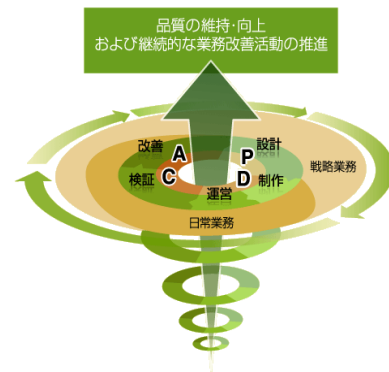 品質の維持・向上
および継続的な業務改善活動の推進
改善
設計
A
P
戦略業務
検証
C
D
制作
運営
日常業務